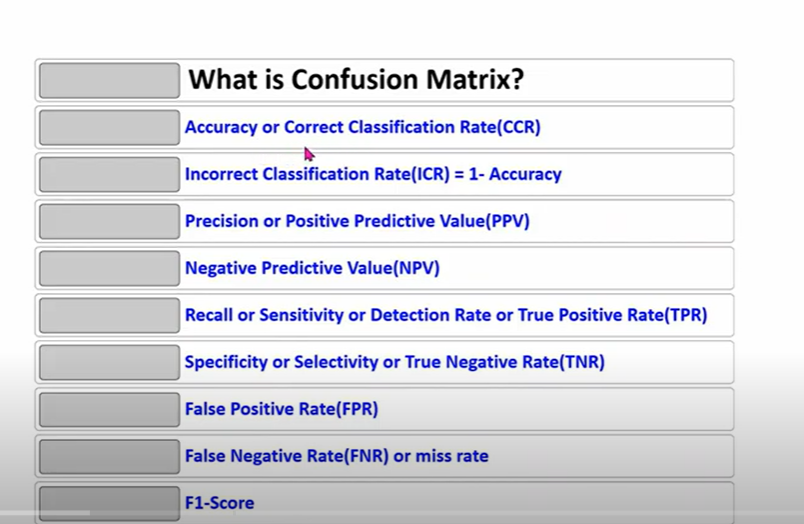 What is Confusion Matrix?
Accuracy or Correct Classification Rate(CCR)
Incorrect Classification Rate(ICR) = 1- Accuracy
Precision or Positive Predictive Value(PPV)
Negative Predictive Value(NPV)
Recall or Sensitivity or Detection Rate or True Positive Rate(TPR)
Specificity or Selectivity or True Negative Rate(TNR)
False Positive Rate(FPR)
False Negative Rate(FNR) or miss rate
F1-Score